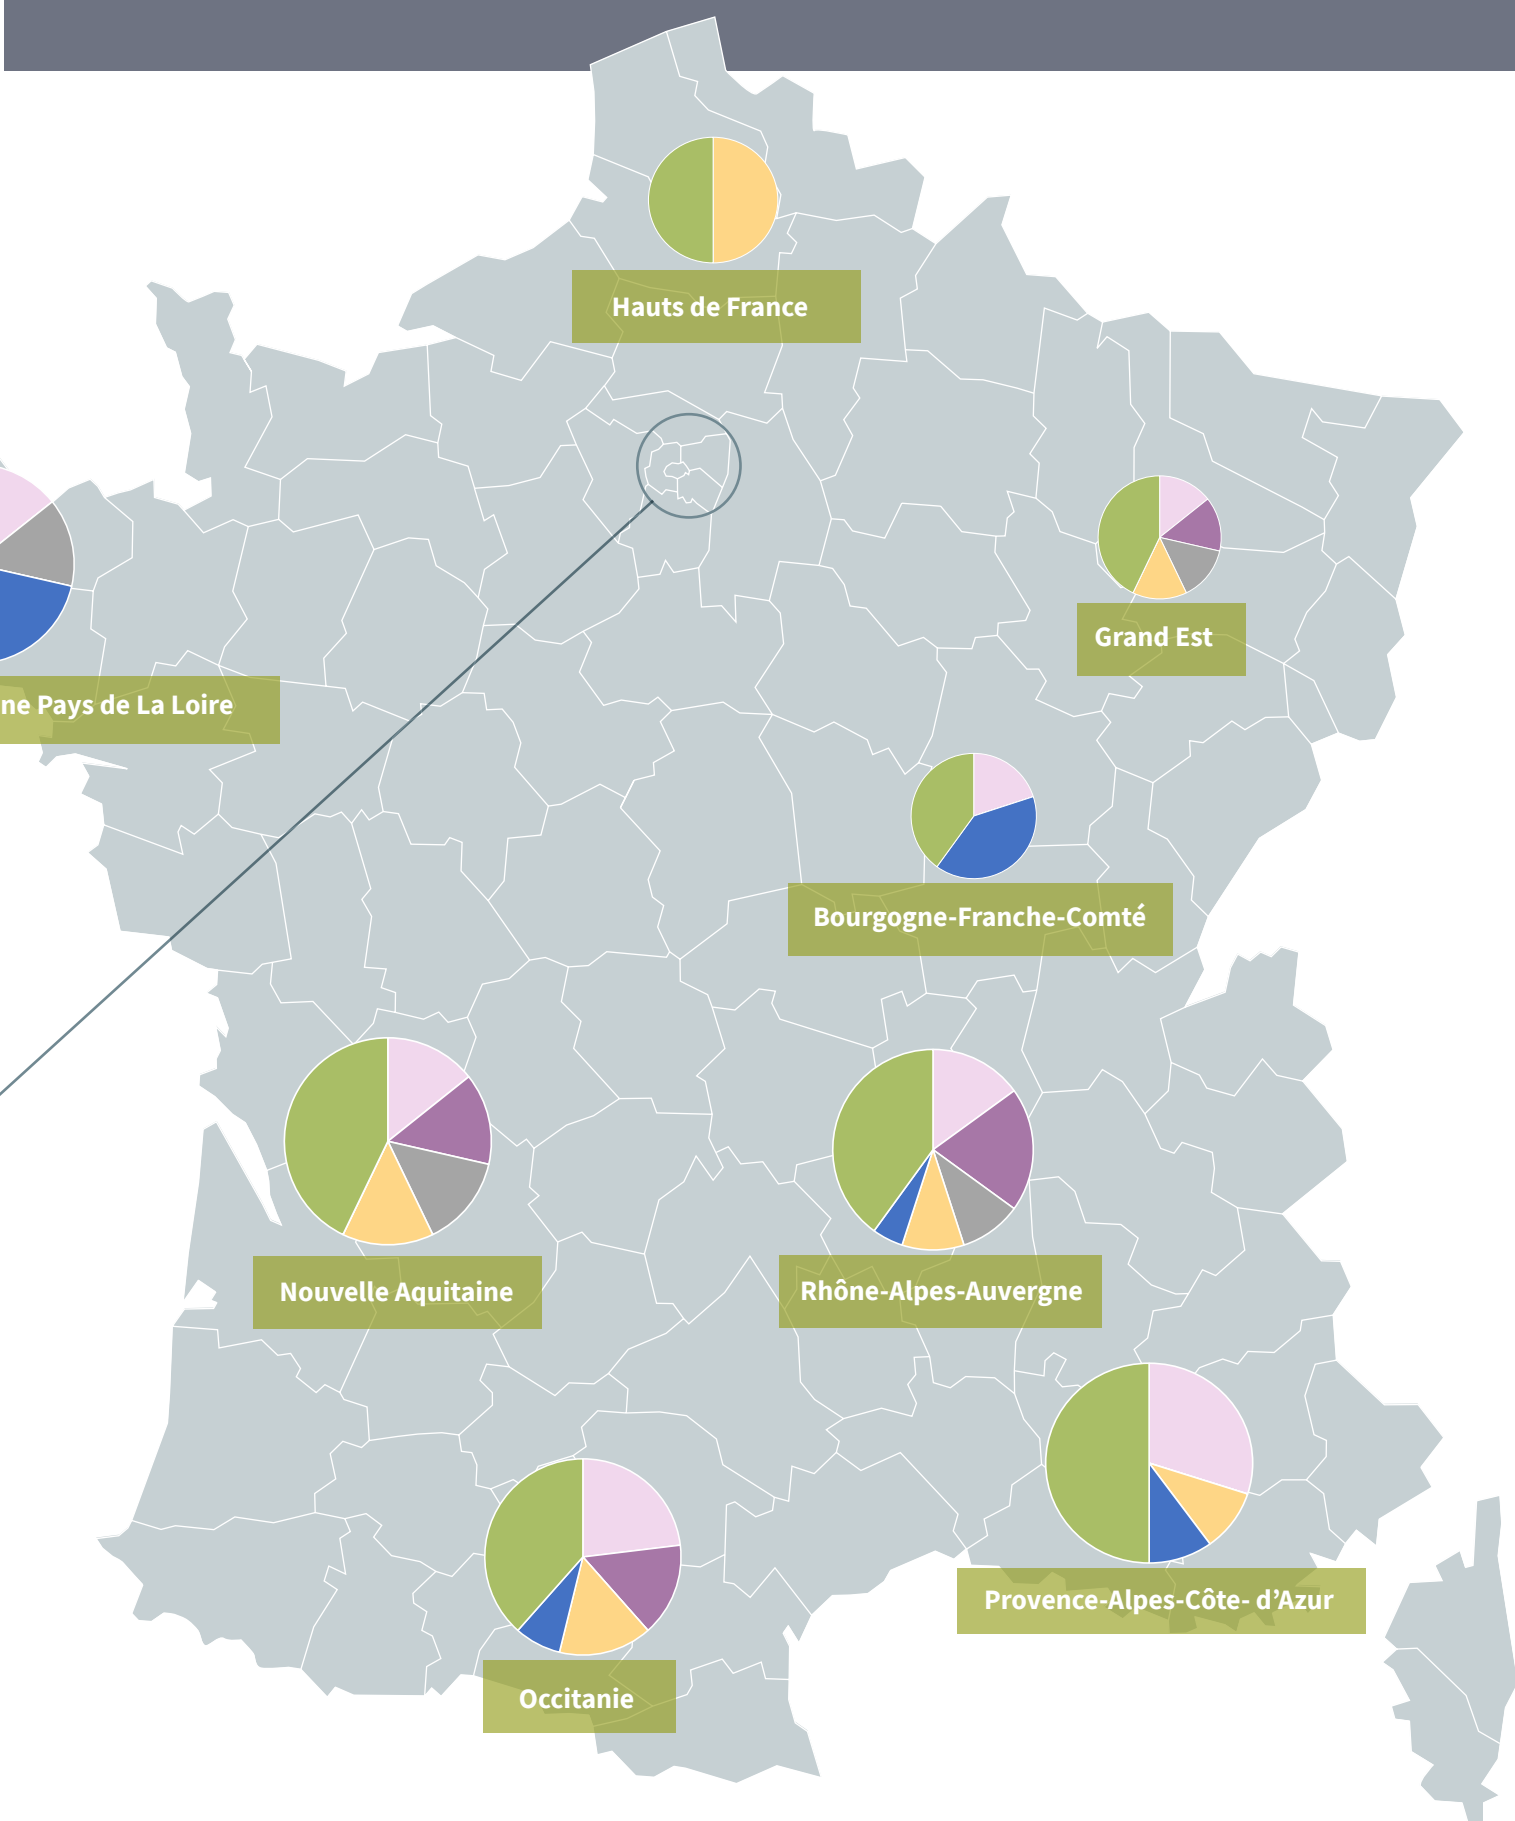 Hauts de France
Grand Est
ne Pays de La Loire
Bourgogne-Franche-Comté
Nouvelle Aquitaine
Rhône-Alpes-Auvergne
Provence-Alpes-Côte- d’Azur
Occitanie